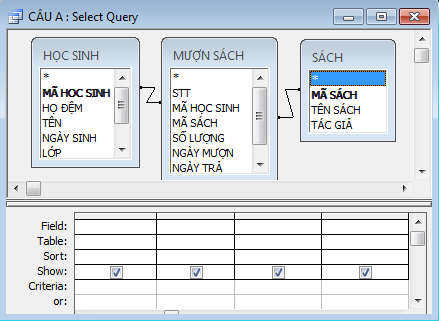 CÂU A : Select Query
HỌC SINH
*
MÃ HỌC SINH
HỌ ĐỆM
TÊN
NGÀY SINH
LỚP
MƯỢN SÁCH
*
STT
MÃ HỌC SINH
MÃ SÁCH
SỐ LƯỢNG
NGÀY MƯỢN
NGÀY TRẢ
SÁCH
*
MÃ SÁCH
TÊN SÁCH
TÁC GIẢ
Field:
Table:
Sort:
Show:
Criteria:
or: